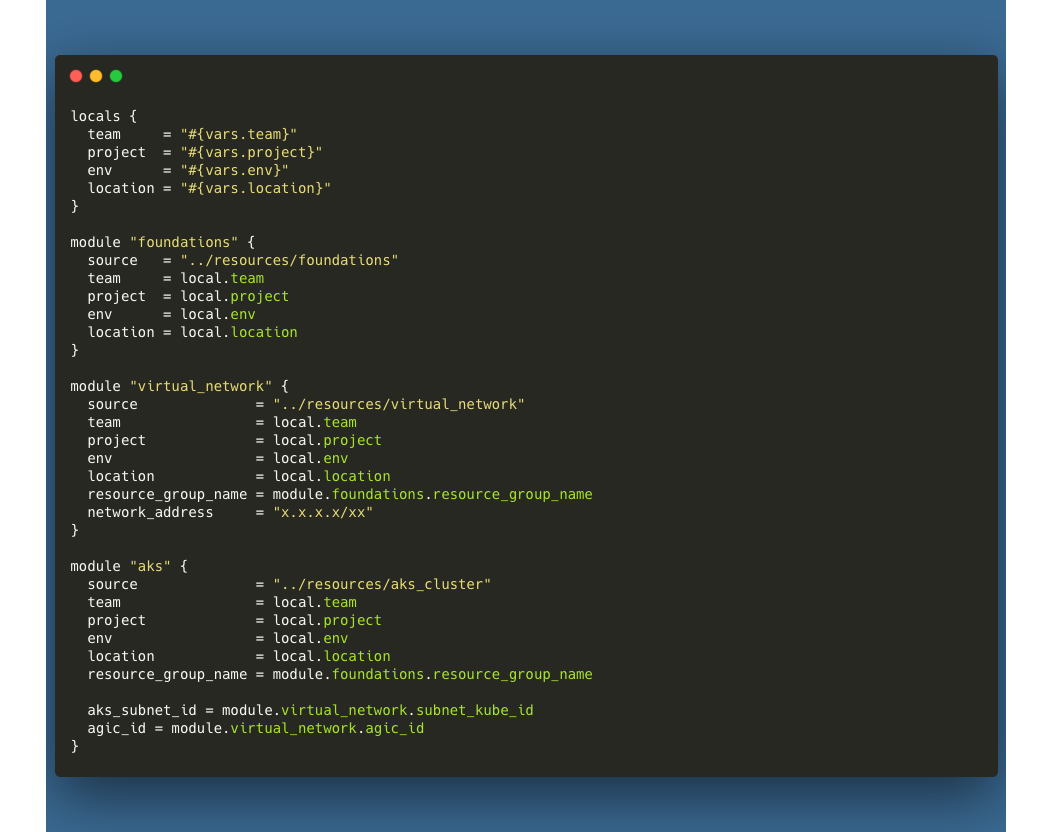 locals {
  team     = "#{vars.team}"
  project  = "#{vars.project}"
  env      = "#{vars.env}"
  location = "#{vars.location}"
}

module "foundations" {
  source   = "../resources/foundations"
  team     = local.team
  project  = local.project
  env      = local.env
  location = local.location
}

module "virtual_network" {
  source              = "../resources/virtual_network"
  team                = local.team
  project             = local.project
  env                 = local.env
  location            = local.location
  resource_group_name = module.foundations.resource_group_name
  network_address     = "x.x.x.x/xx"
}

module "aks" {
  source              = "../resources/aks_cluster"
  team                = local.team
  project             = local.project
  env                 = local.env
  location            = local.location
  resource_group_name = module.foundations.resource_group_name

  aks_subnet_id = module.virtual_network.subnet_kube_id
  agic_id = module.virtual_network.agic_id
}